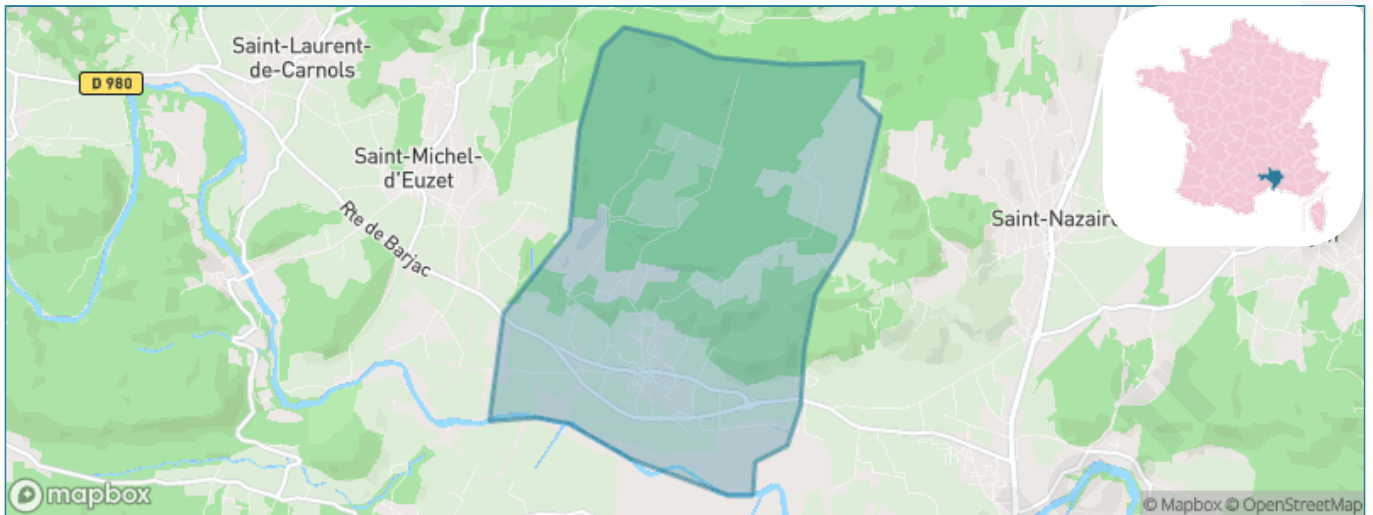 Saint-Laurent-
de-Carnols
D 980
Saint-Michel-
d'Euzet
Rte de Barjac
Saint-Nazaire
mapbox
© Mapbox © OpenStreetMap